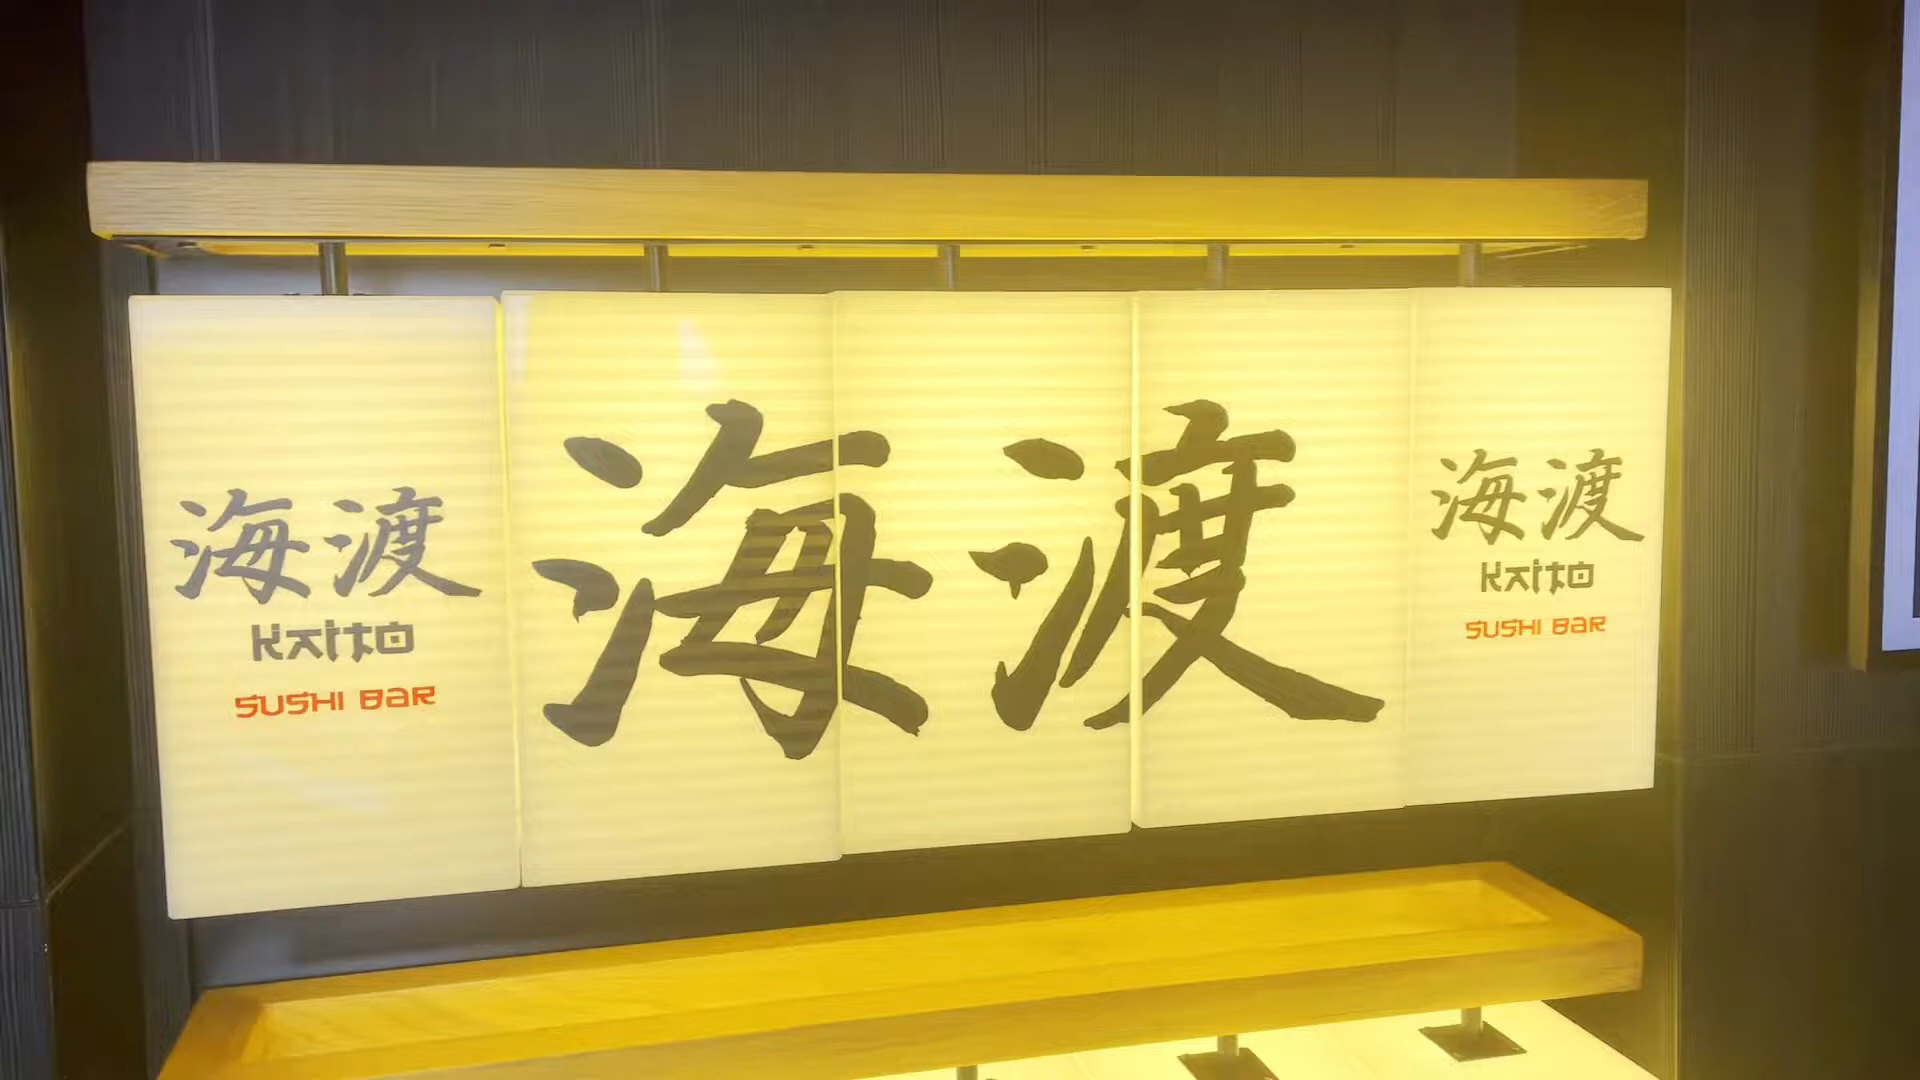 海渡
KAITO
SUSHI BAR
海渡
海渡
KAITO
SUSHI BAR